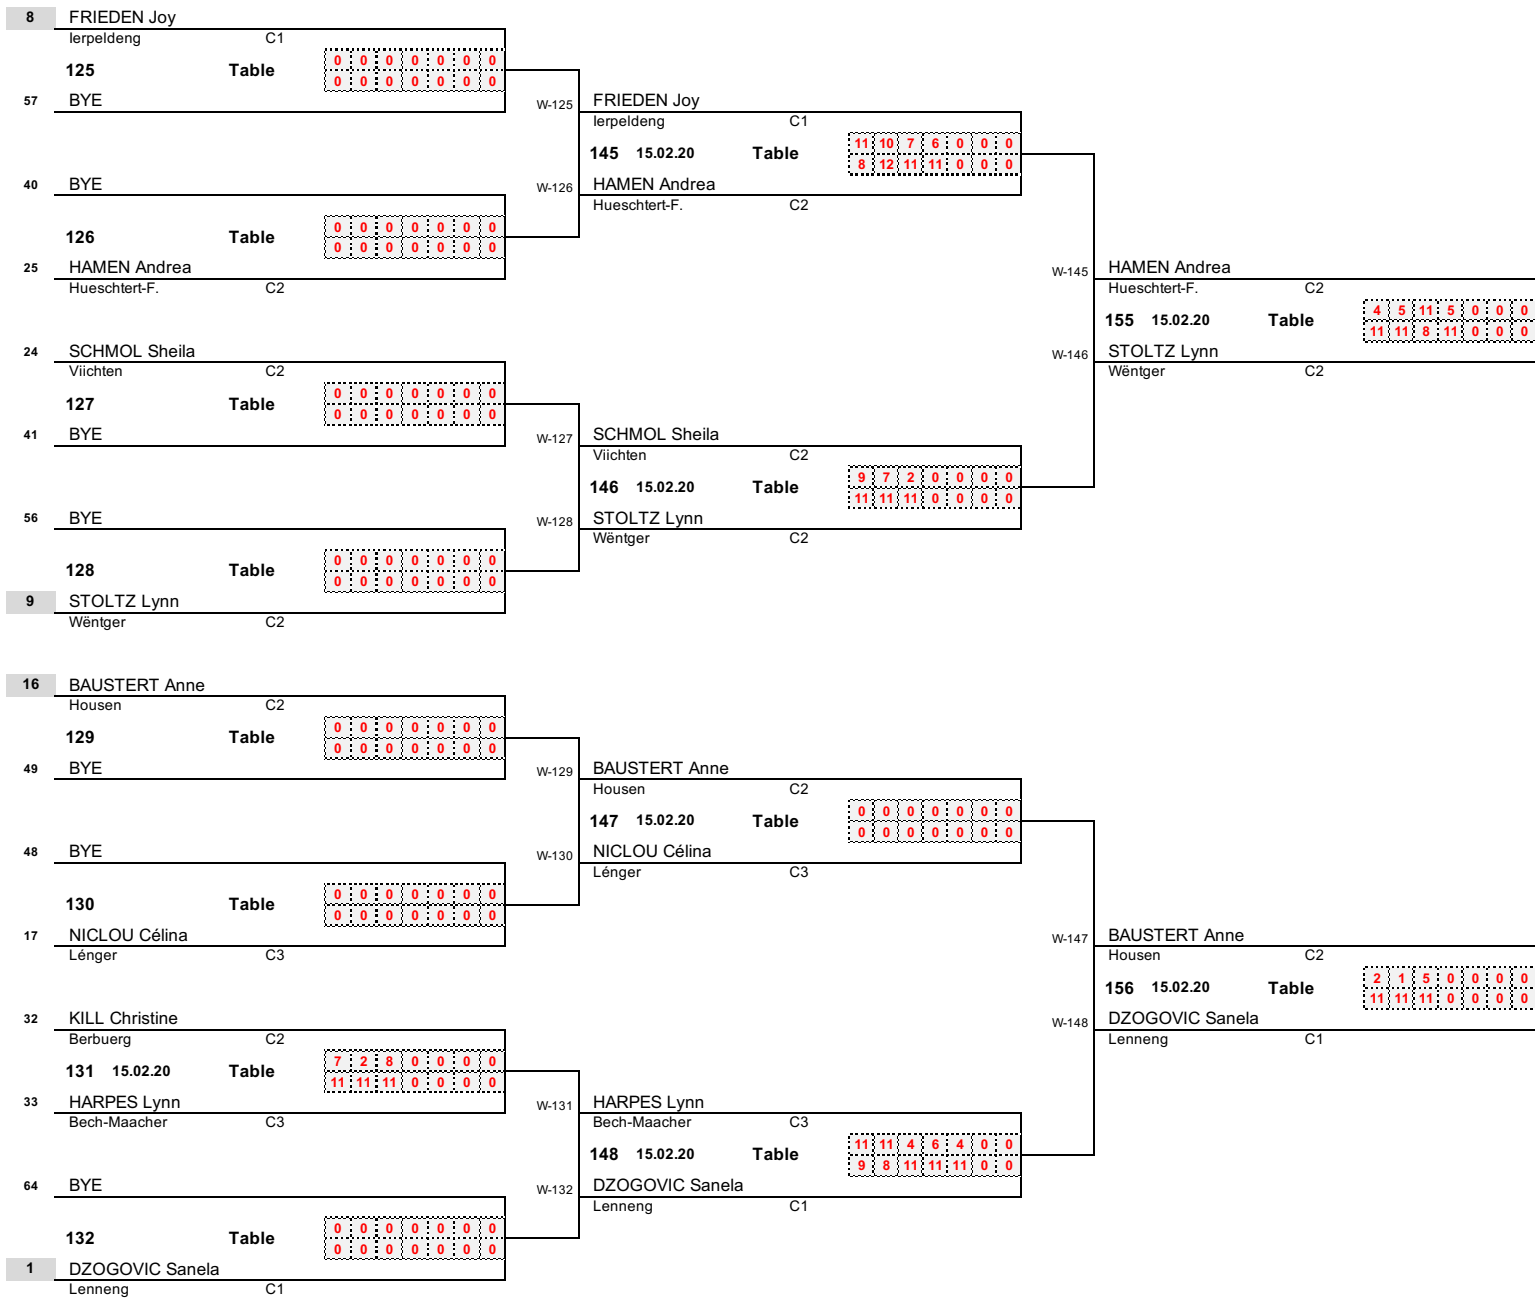 8 FRIEDEN Joy
Ierpeldeng C1
125 Table 0 0 0 0 0 0 0
0 0 0 0 0 0 0
57 BYE
W-125 FRIEDEN Joy
Ierpeldeng C1
145 15.02.20 Table 11 10 7 6 0 0 0
8 12 11 11 0 0 0
40 BYE
W-126 HAMEN Andrea
Hueschtert-F. C2
126 Table 0 0 0 0 0 0 0
0 0 0 0 0 0 0
25 HAMEN Andrea
Hueschtert-F. C2
W-145 HAMEN Andrea
Hueschtert-F. C2
155 15.02.20 Table 4 5 11 5 0 0 0
11 11 8 11 0 0 0
W-146 STOLTZ Lynn
Wëntger C2
24 SCHMOL Sheila
Viichten C2
127 Table 0 0 0 0 0 0 0
0 0 0 0 0 0 0
41 BYE
W-127 SCHMOL Sheila
Viichten C2
146 15.02.20 Table 9 7 2 0 0 0 0
11 11 11 0 0 0 0
56 BYE
W-128 STOLTZ Lynn
Wëntger C2
128 Table 0 0 0 0 0 0 0
0 0 0 0 0 0 0
9 STOLTZ Lynn
Wëntger C2
16 BAUSTERT Anne
Housen C2
129 Table 0 0 0 0 0 0 0
0 0 0 0 0 0 0
49 BYE
W-129 BAUSTERT Anne
Housen C2
147 15.02.20 Table 0 0 0 0 0 0 0
0 0 0 0 0 0 0
48 BYE
W-130 NICLOU Célina
Lénger C3
130 Table 0 0 0 0 0 0 0
0 0 0 0 0 0 0
17 NICLOU Célina
Lénger C3
W-147 BAUSTERT Anne
Housen C2
156 15.02.20 Table 2 1 5 0 0 0 0
11 11 11 0 0 0 0
W-148 DZOGOVIC Sanela
Lenneng C1
32 KILL Christine
Berbuerg C2
131 15.02.20 Table 7 2 8 0 0 0 0
11 11 11 0 0 0 0
33 HARPES Lynn
Bech-Maacher C3
W-131 HARPES Lynn
Bech-Maacher C3
148 15.02.20 Table 11 11 4 6 4 0 0
9 8 11 11 11 0 0
64 BYE
W-132 DZOGOVIC Sanela
Lenneng C1
132 Table 0 0 0 0 0 0 0
0 0 0 0 0 0 0
1 DZOGOVIC Sanela
Lenneng C1